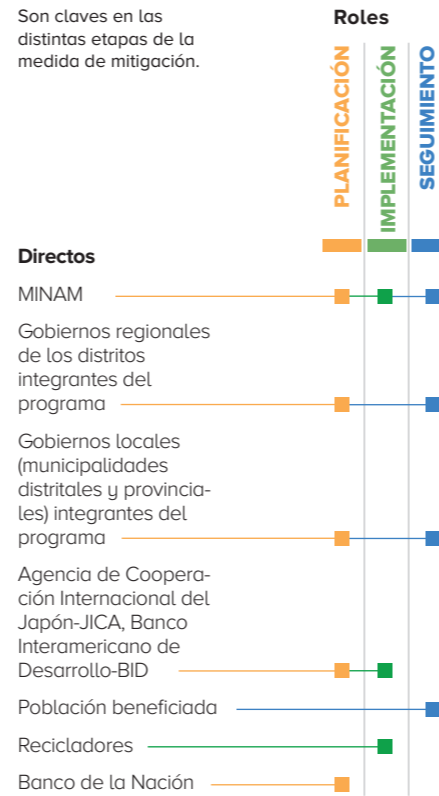 Son claves en las
distintas etapas de la
medida de mitigación.
Roles
PLANIFICACIÓN
IMPLEMENTACIÓN
SEGUIMIENTO
Directos
MINAM
Gobiernos regionales
de los distritos
integrantes del
programa
Gobiernos locales
(municipalidades
distritales y provincia-
les) integrantes del
programa
Agencia de Coopera-
ción Internacional del
Japón-JICA, Banco
Interamericano de
Desarrollo-BID
Población beneficiada
Recicladores
Banco de la Nación